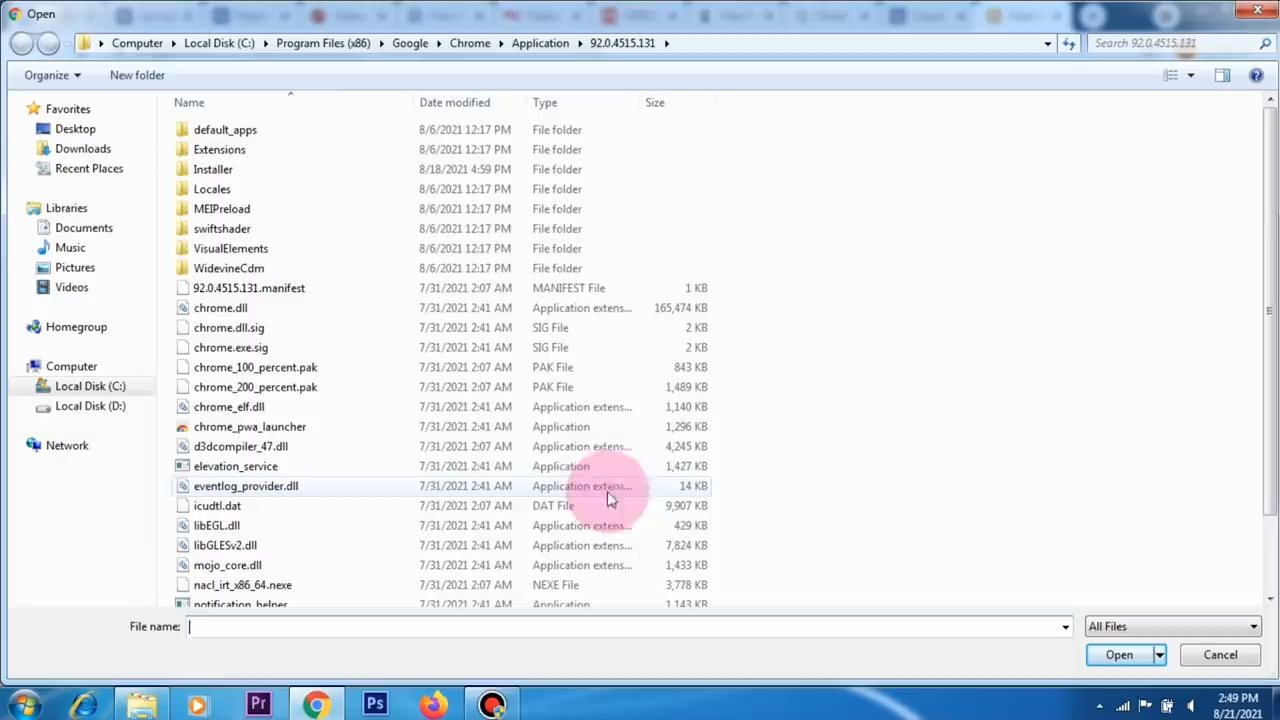 Open
Computer Local Disk (C:) Program Files (x86) Google Chrome Application 92.0.4515.131
Search 92.0.4515.131
Organize New folder
Favorites
Desktop
Downloads
Recent Places
Libraries
Documents
Music
Pictures
Videos
Homegroup
Computer
Local Disk (C:)
Local Disk (D:)
Network
Name Date modified Type Size
default_apps 8/6/2021 12:17 PM File folder
Extensions 8/6/2021 12:17 PM File folder
Installer 8/18/2021 4:59 PM File folder
Locales 8/6/2021 12:17 PM File folder
MEIPreload 8/6/2021 12:17 PM File folder
swiftshader 8/6/2021 12:17 PM File folder
VisualElements 8/6/2021 12:17 PM File folder
WidevineCdm 8/6/2021 12:17 PM File folder
92.0.4515.131.manifest 7/31/2021 2:07 AM MANIFEST File 1 KB
chrome.dll 7/31/2021 2:41 AM Application extens... 165,474 KB
chrome.dll.sig 7/31/2021 2:41 AM SIG File 2 KB
chrome.exe.sig 7/31/2021 2:41 AM SIG File 2 KB
chrome_100_percent.pak 7/31/2021 2:07 AM PAK File 843 KB
chrome_200_percent.pak 7/31/2021 2:07 AM PAK File 1,489 KB
chrome_elf.dll 7/31/2021 2:41 AM Application extens... 1,140 KB
chrome_pwa_launcher 7/31/2021 2:41 AM Application 1,296 KB
d3dcompiler_47.dll 7/31/2021 2:07 AM Application extens... 4,245 KB
elevation_service 7/31/2021 2:41 AM Application 1,427 KB
eventlog_provider.dll 7/31/2021 2:41 AM Application extens... 14 KB
icudtl.dat 7/31/2021 2:07 AM DAT File 9,907 KB
libEGL.dll 7/31/2021 2:41 AM Application extens... 429 KB
libGLESv2.dll 7/31/2021 2:41 AM Application extens... 7,824 KB
mojo_core.dll 7/31/2021 2:41 AM Application extens... 1,433 KB
nacl_irt_x86_64.nexe 7/31/2021 2:07 AM NEXE File 3,778 KB
notification_helper 7/31/2021 2:41 AM Application 1,143 KB
File name:
All Files
Open
Cancel
Pr
Ps
2:49 PM
8/21/2021